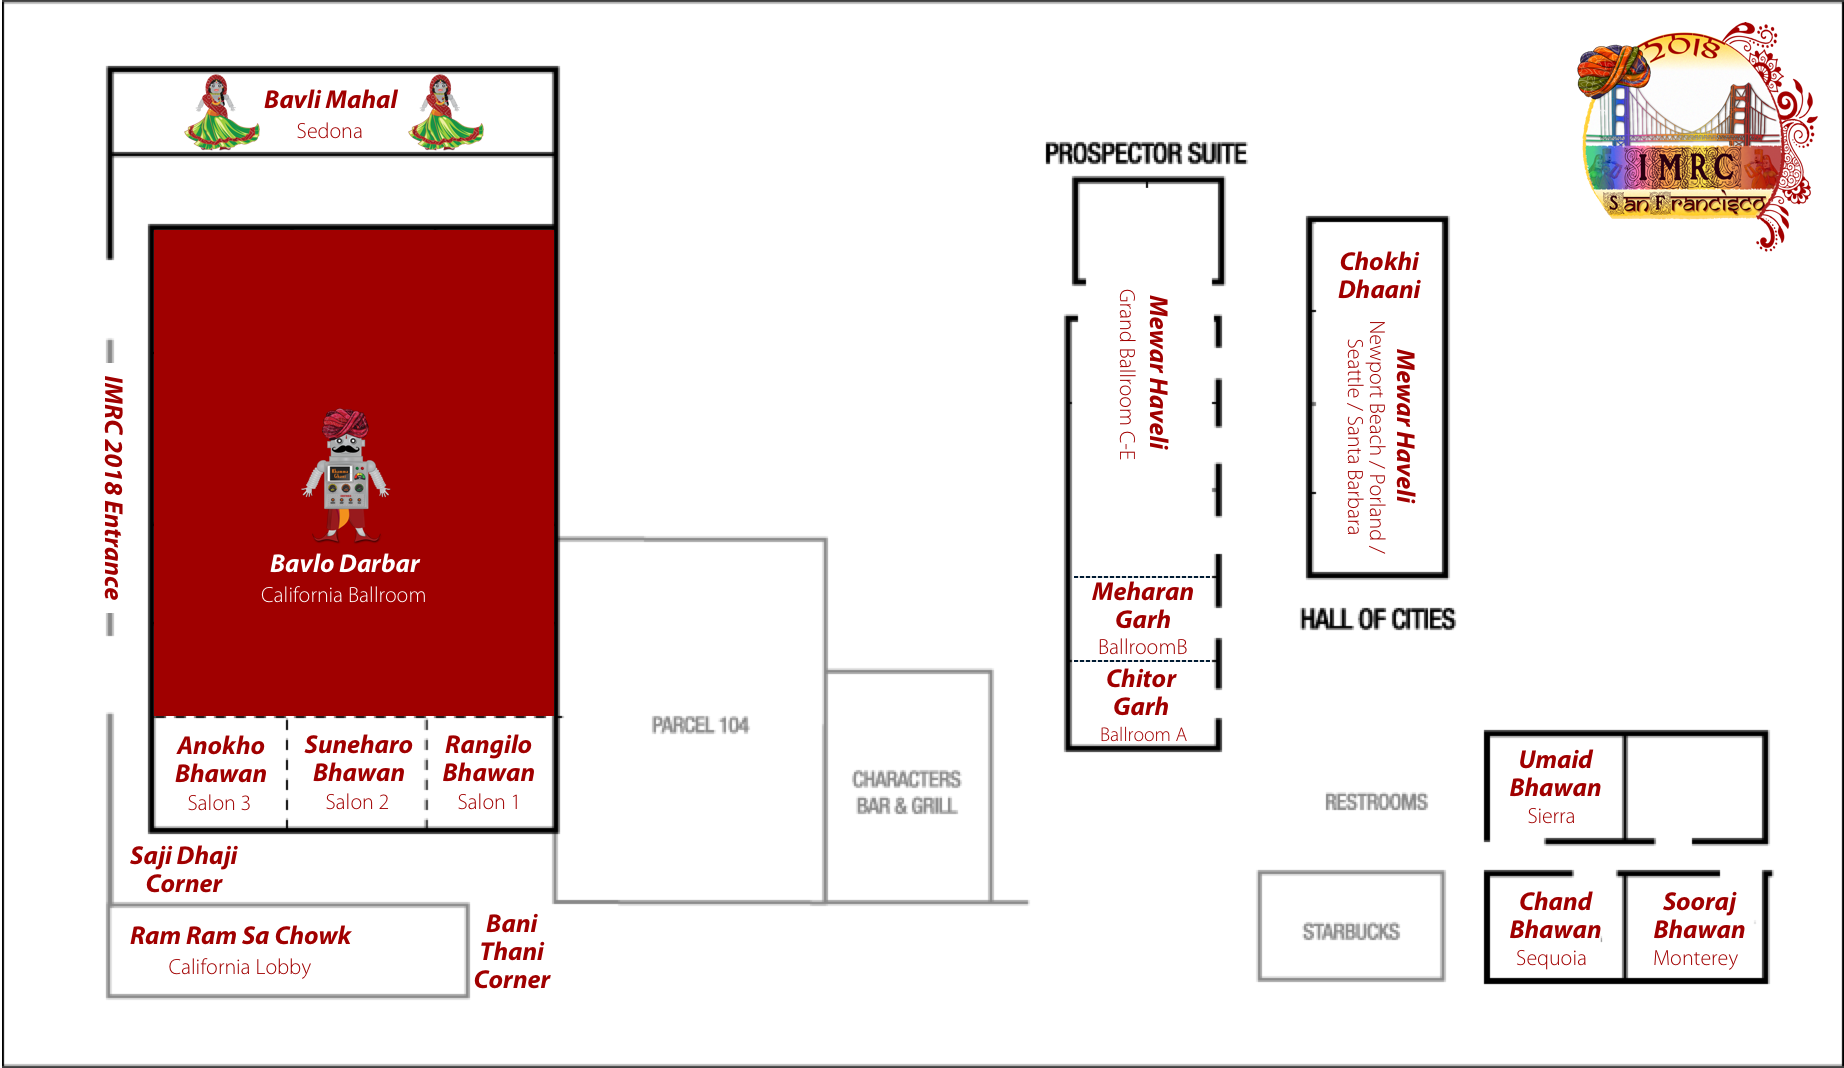 2018
IMRC
San Francisco
Bavli Mahal
Sedona
IMRC 2018 Entrance
Bavlo Darbar
California Ballroom
Anokho
Bhawan
Salon 3
Suneharo
Bhawan
Salon 2
Rangilo
Bhawan
Salon 1
Saji Dhaji
Corner
Ram Ram Sa Chowk
California Lobby
Bani
Thani
Corner
PARCEL 104
CHARACTERS
BAR & GRILL
PROSPECTOR SUITE
Mewar Haveli
Grand Ballroom C-E
Meharan
Garh
BallroomB
Chitor
Garh
Ballroom A
Chokhi
Dhaani
Mewar Haveli
Newport Beach / Porland /
Seattle / Santa Barbara
HALL OF CITIES
RESTROOMS
STARBUCKS
Umaid
Bhawan
Sierra
Chand
Bhawan
Sequoia
Sooraj
Bhawan
Monterey